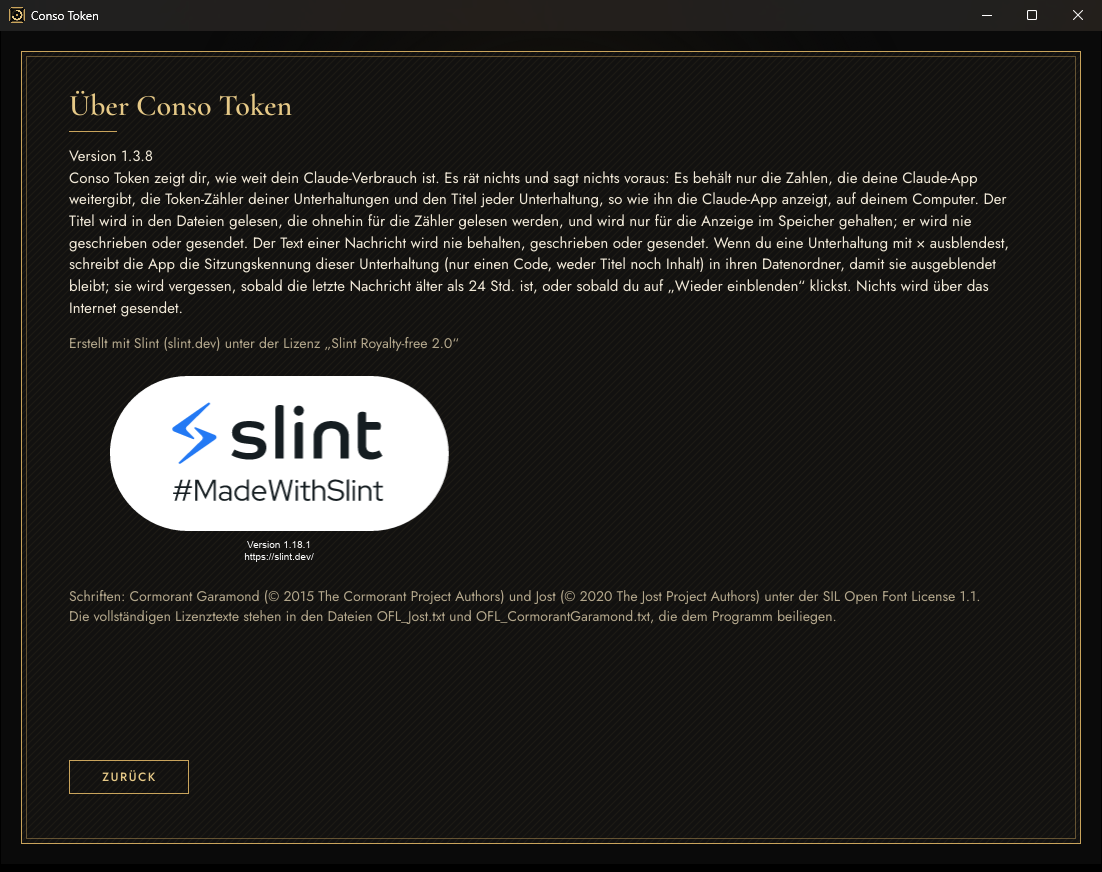 Conso Token
Über Conso Token
Version 1.3.8
Conso Token zeigt dir, wie weit dein Claude-Verbrauch ist. Es rät nichts und sagt nichts voraus: Es behält nur die Zahlen, die deine Claude-App
weitergibt, die Token-Zähler deiner Unterhaltungen und den Titel jeder Unterhaltung, so wie ihn die Claude-App anzeigt, auf deinem Computer. Der
Titel wird in den Dateien gelesen, die ohnehin für die Zähler gelesen werden, und wird nur für die Anzeige im Speicher gehalten; er wird nie
geschrieben oder gesendet. Der Text einer Nachricht wird nie behalten, geschrieben oder gesendet. Wenn du eine Unterhaltung mit × ausblendest,
schreibt die App die Sitzungskennung dieser Unterhaltung (nur einen Code, weder Titel noch Inhalt) in ihren Datenordner, damit sie ausgeblendet
bleibt; sie wird vergessen, sobald die letzte Nachricht älter als 24 Std. ist, oder sobald du auf „Wieder einblenden“ klickst. Nichts wird über das
Internet gesendet.
Erstellt mit Slint (slint.dev) unter der Lizenz „Slint Royalty-free 2.0“
slint
#MadeWithSlint
Version 1.18.1
https://slint.dev/
Schriften: Cormorant Garamond (© 2015 The Cormorant Project Authors) und Jost (© 2020 The Jost Project Authors) unter der SIL Open Font License 1.1.
Die vollständigen Lizenztexte stehen in den Dateien OFL_Jost.txt und OFL_CormorantGaramond.txt, die dem Programm beiliegen.
ZURÜCK